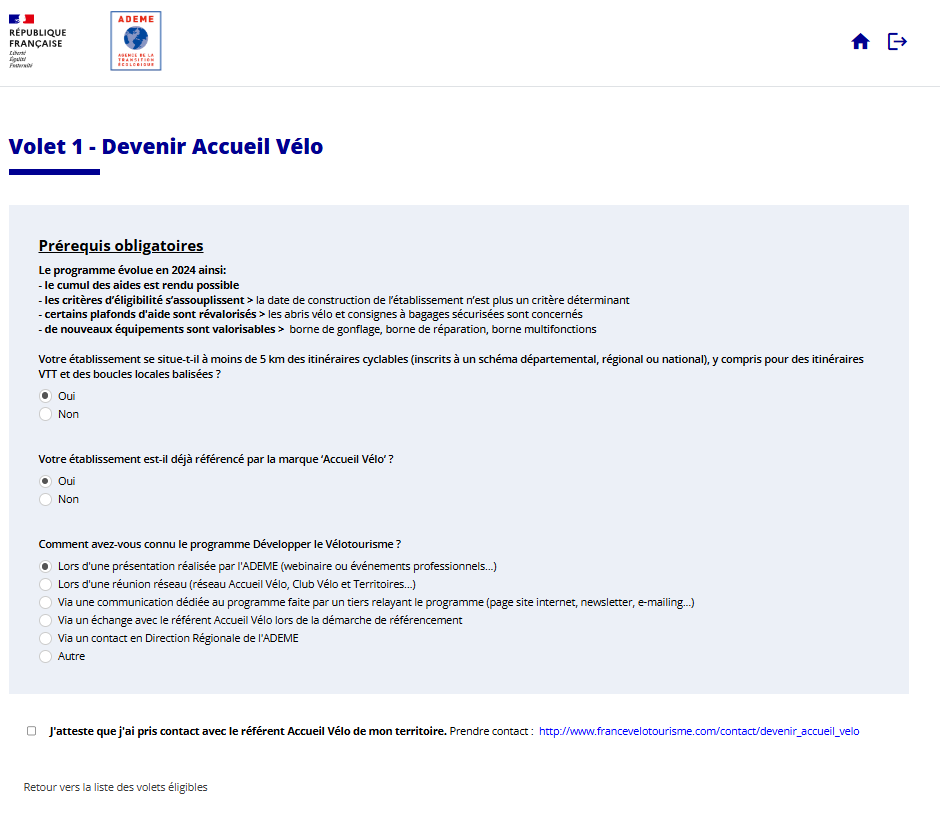 RÉPUBLIQUE
FRANÇAISE
Liberté
Égalité
Fraternité
ADEME
AGENCE DE LA
TRANSITION
ÉCOLOGIQUE
Volet 1 - Devenir Accueil Vélo
Prérequis obligatoires
Le programme évolue en 2024 ainsi:
- le cumul des aides est rendu possible
- les critères d’éligibilité s’assouplissent > la date de construction de l’établissement n’est plus un critère déterminant
- certains plafonds d'aide sont révalorisés > les abris vélo et consignes à bagages sécurisées sont concernés
- de nouveaux équipements sont valorisables > borne de gonflage, borne de réparation, borne multifonctions
Votre établissement se situe-t-il à moins de 5 km des itinéraires cyclables (inscrits à un schéma départemental, régional ou national), y compris pour des itinéraires
VTT et des boucles locales balisées ?
Oui
Non
Votre établissement est-il déjà référencé par la marque ‘Accueil Vélo’ ?
Oui
Non
Comment avez-vous connu le programme Développer le Vélotourisme ?
Lors d'une présentation réalisée par l'ADEME (webinaire ou événements professionnels...)
Lors d'une réunion réseau (réseau Accueil Vélo, Club Vélo et Territoires...)
Via une communication dédiée au programme faite par un tiers relayant le programme (page site internet, newsletter, e-mailing...)
Via un échange avec le référent Accueil Vélo lors de la démarche de référencement
Via un contact en Direction Régionale de l'ADEME
Autre
J'atteste que j'ai pris contact avec le référent Accueil Vélo de mon territoire. Prendre contact : http://www.francevelotourisme.com/contact/devenir_accueil_velo
Retour vers la liste des volets éligibles